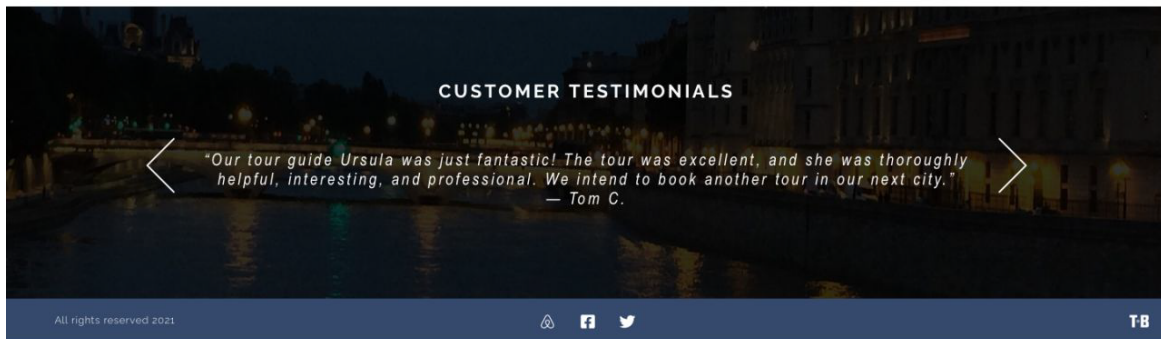 CUSTOMER TESTIMONIALS
“Our tour guide Ursula was just fantastic! The tour was excellent, and she was thoroughly
helpful, interesting, and professional. We intend to book another tour in our next city.”
— Tom C.
All rights reserved 2021
T·B